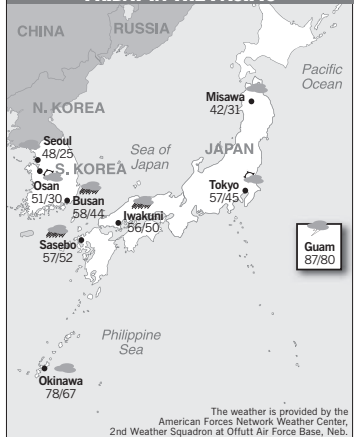 CHINA
RUSSIA
Pacific
Ocean
Misawa
42/31
N. KOREA
Seoul
48/25
Sea of
Japan
JAPAN
S. KOREA
Osan
51/30
Busan
58/44
Tokyo
57/45
Iwakuni
56/50
Sasebo
57/52
Guam
87/80
Philippine
Sea
Okinawa
78/67
The weather is provided by the
American Forces Network Weather Center,
2nd Weather Squadron at Offutt Air Force Base, Neb.